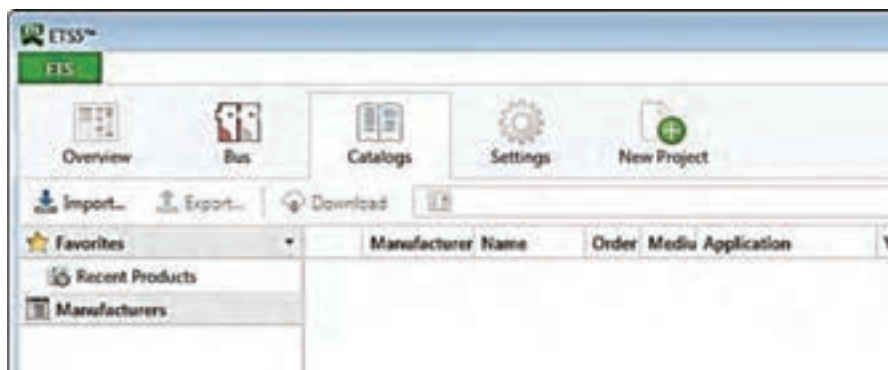 ETS5™
ETS
Overview Bus Catalogs Settings New Project
Import... Export... Download
Favorites Manufacturer Name Order Mediu Application
Recent Products
Manufacturers